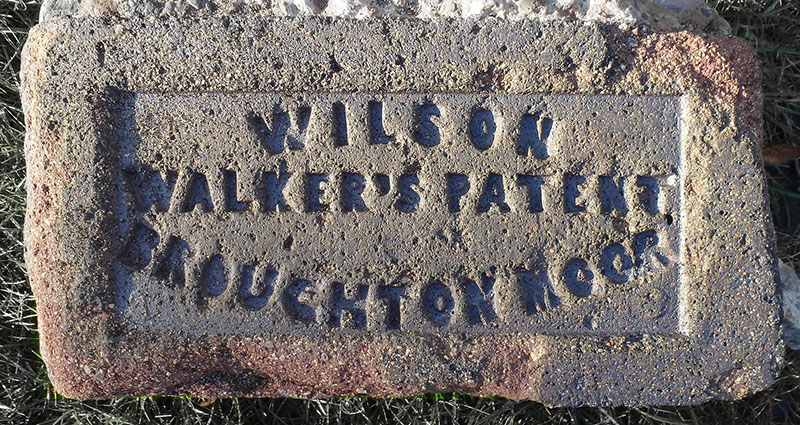 WILSON
WALKER'S PATENT
BROUGHTON MOOR